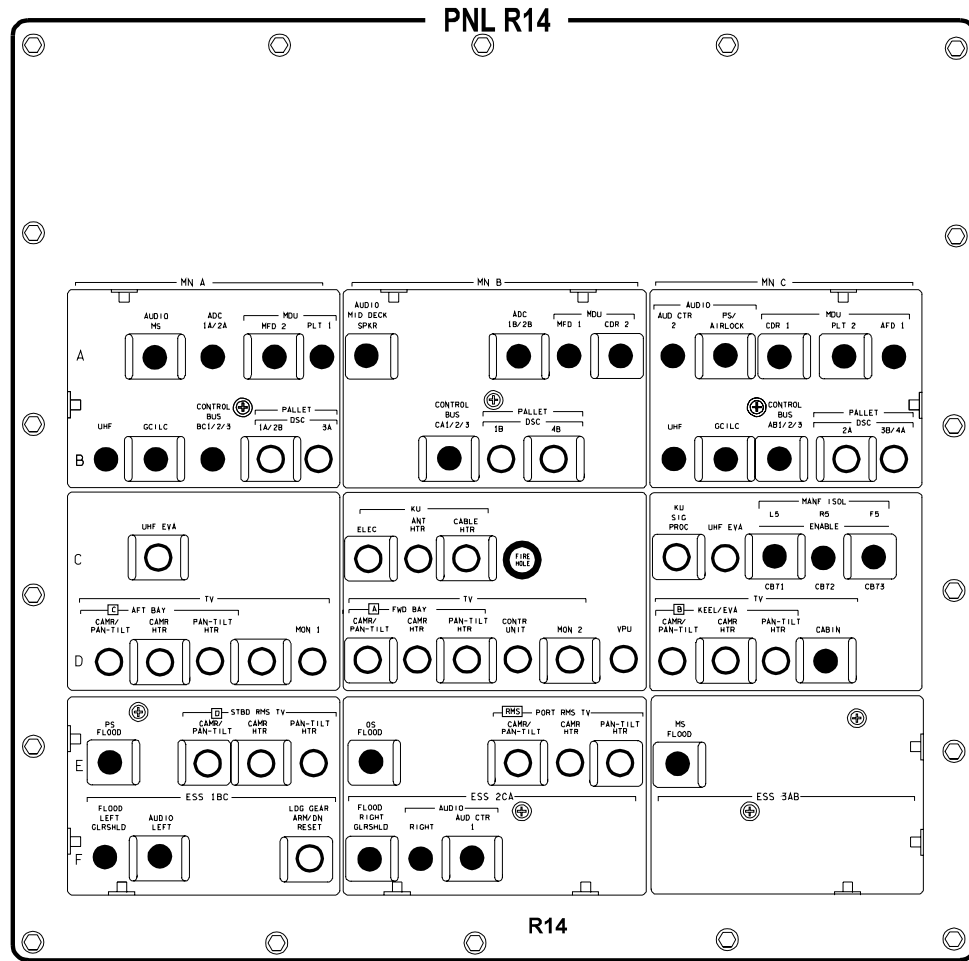 PNL R14
MN A MN B MN C
AUDIO MS
ADC 1A/2A
MDU
MFD 2 PLT 1
AUDIO MID DECK SPKR
ADC 1B/2B
MDU
MFD 1 CDR 2
AUDIO
AUD CTR 2
PS/ AIRLOCK
MDU
CDR 1 PLT 2 AFD 1
A
UHF GCILC
CONTROL BUS BC1/2/3
PALLET
DSC
1A/2B 3A
CONTROL BUS CA1/2/3
PALLET
DSC
1B 4B
UHF GCILC
CONTROL BUS AB1/2/3
PALLET
DSC
2A 3B/4A
B
UHF EVA
KU
ELEC
ANT HTR
CABLE HTR
FIRE HOLE
KU SIG PROC
UHF EVA
MANF ISOL
L5 R5 F5
ENABLE
CBT1 CBT2 CBT3
C
TV
C AFT BAY
CAMR/ PAN-TILT
CAMR HTR
PAN-TILT HTR
MON 1
TV
A FWD BAY
CAMR/ PAN-TILT
CAMR HTR
PAN-TILT HTR
CONTR UNIT
MON 2
VPU
TV
B KEEL/EVA
CAMR/ PAN-TILT
CAMR HTR
PAN-TILT HTR
CABIN
D
PS FLOOD
D STBD RMS TV
CAMR/ PAN-TILT
CAMR HTR
PAN-TILT HTR
OS FLOOD
RMS PORT RMS TV
CAMR/ PAN-TILT
CAMR HTR
PAN-TILT HTR
MS FLOOD
E
ESS 1BC ESS 2CA ESS 3AB
FLOOD LEFT GLRSHLD
AUDIO LEFT
LDG GEAR ARM/DN RESET
FLOOD RIGHT GLRSHLD
AUDIO
RIGHT
AUD CTR 1
F
R14